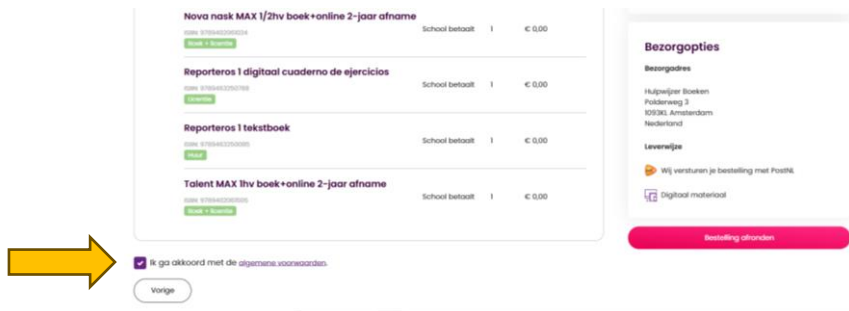 Nova nask MAX 1/2hv boek+online 2-jaar afname
School betaalt 1 € 0,00
Boek + licentie
Reporteros 1 digitaal cuaderno de ejercicios
School betaalt 1 € 0,00
Licentie
Reporteros 1 tekstboek
School betaalt 1 € 0,00
Huur
Talent MAX 1hv boek+online 2-jaar afname
School betaalt 1 € 0,00
Boek + licentie
Ik ga akkoord met de algemene voorwaarden.
Vorige
Bezorgopties
Bezorgadres
Hulpwijzer Boeken
Polderweg 3
1093KL Amsterdam
Nederland
Leverwijze
Wij versturen je bestelling met PostNL
Digitaal materiaal
Bestelling afronden